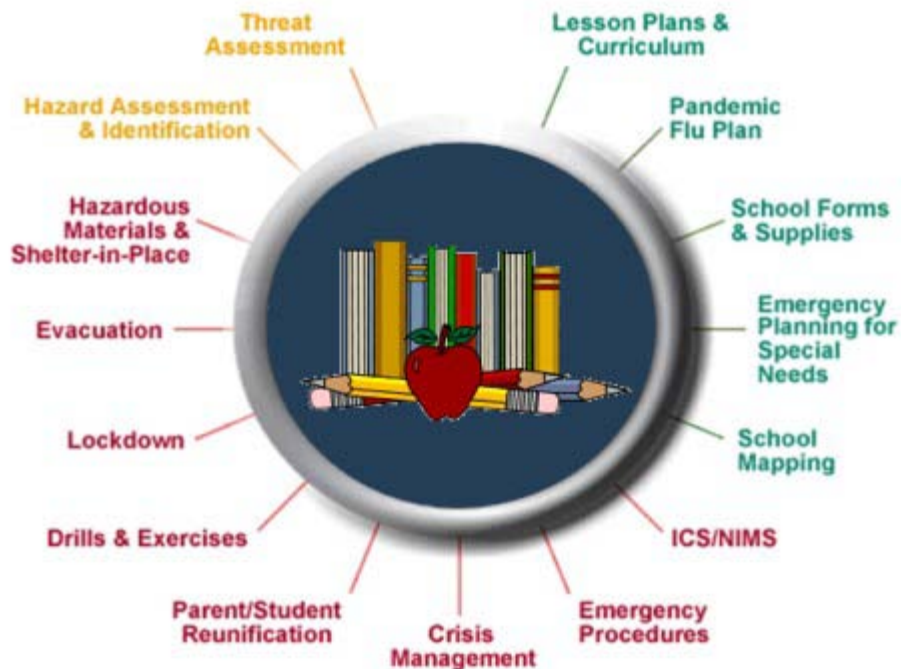 Threat
Assessment
Lesson Plans &
Curriculum
Hazard Assessment
& Identification
Pandemic
Flu Plan
Hazardous
Materials &
Shelter-in-Place
School Forms
& Supplies
Evacuation
Emergency
Planning for
Special
Needs
Lockdown
School
Mapping
Drills & Exercises
ICS/NIMS
Parent/Student
Reunification
Crisis
Management
Emergency
Procedures